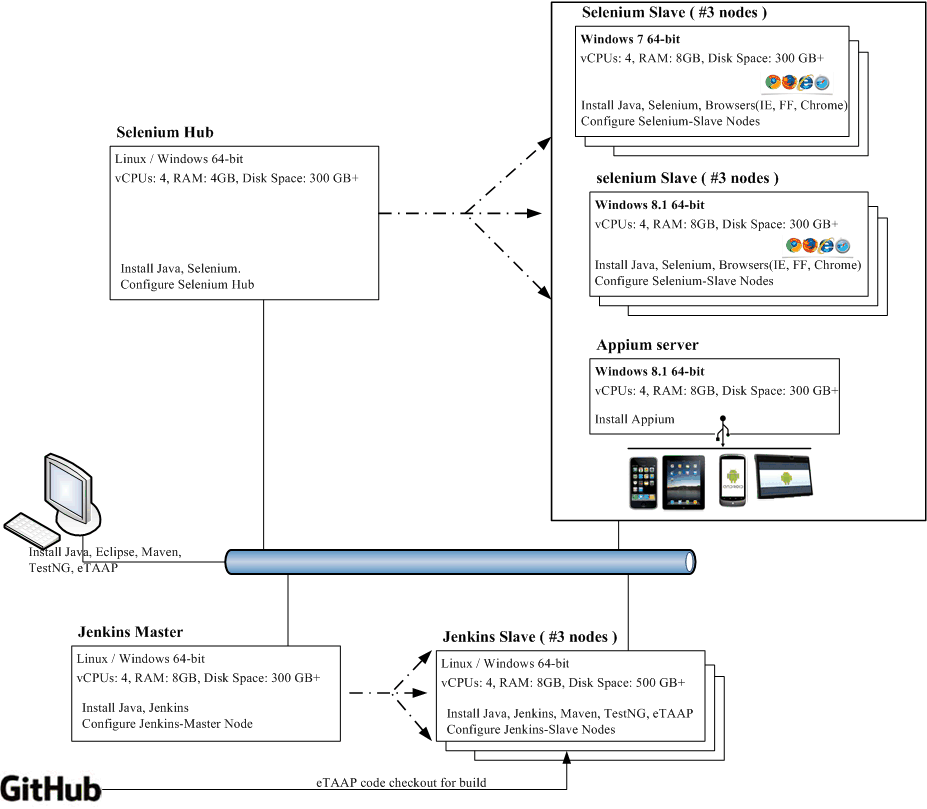 Selenium Slave ( #3 nodes )
Windows 7 64-bit
vCPUs: 4, RAM: 8GB, Disk Space: 300 GB+
Install Java, Selenium, Browsers(IE, FF, Chrome)
Configure Selenium-Slave Nodes
Selenium Hub
Linux / Windows 64-bit
vCPUs: 4, RAM: 4GB, Disk Space: 300 GB+
Install Java, Selenium.
Configure Selenium Hub
selenium Slave ( #3 nodes )
Windows 8.1 64-bit
vCPUs: 4, RAM: 8GB, Disk Space: 300 GB+
Install Java, Selenium, Browsers(IE, FF, Chrome)
Configure Selenium-Slave Nodes
Appium server
Windows 8.1 64-bit
vCPUs: 4, RAM: 8GB, Disk Space: 300 GB+
Install Appium
Install Java, Eclipse, Maven,
TestNG, eTAAP
Jenkins Master
Linux / Windows 64-bit
vCPUs: 4, RAM: 8GB, Disk Space: 300 GB+
Install Java, Jenkins
Configure Jenkins-Master Node
Jenkins Slave ( #3 nodes )
Linux / Windows 64-bit
vCPUs: 4, RAM: 8GB, Disk Space: 500 GB+
Install Java, Jenkins, Maven, TestNG, eTAAP
Configure Jenkins-Slave Nodes
GitHub
eTAAP code checkout for build